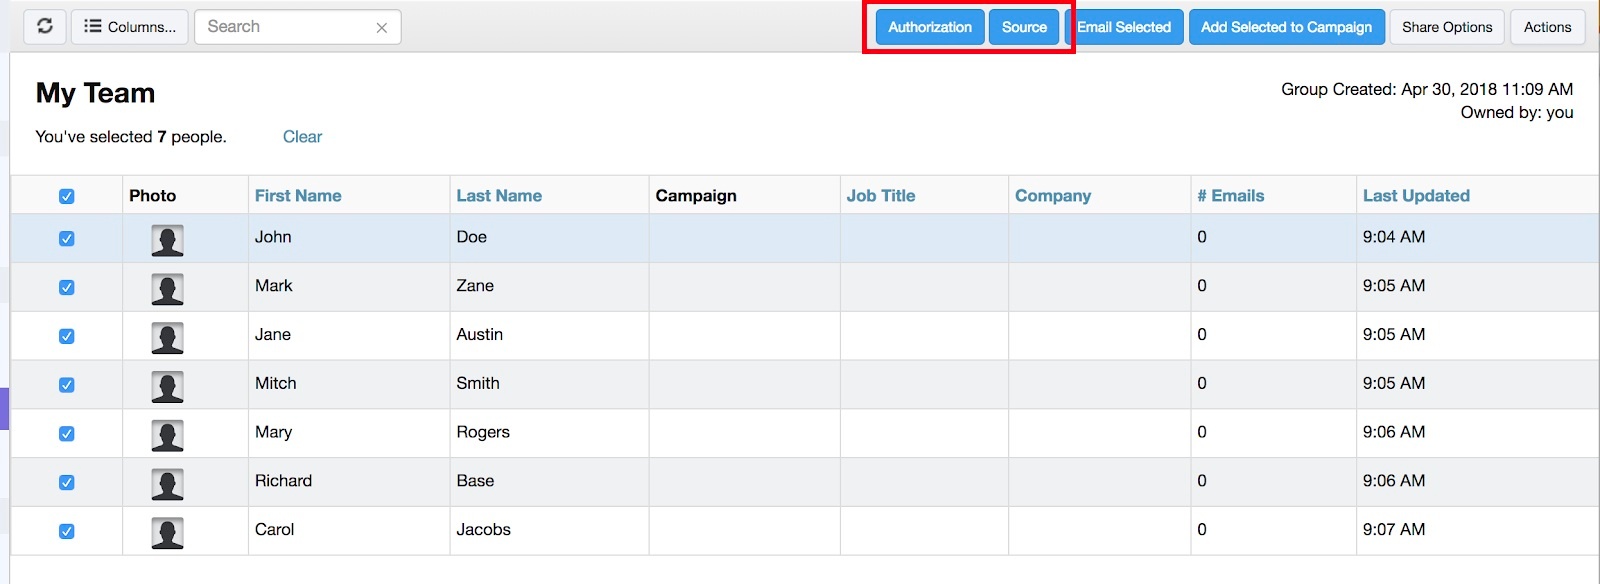 Columns... Search Authorization Source Email Selected Add Selected to Campaign Share Options Actions
My Team
Group Created: Apr 30, 2018 11:09 AM
Owned by: you
You've selected 7 people. Clear
Photo First Name Last Name Campaign Job Title Company # Emails Last Updated
John Doe 0 9:04 AM
Mark Zane 0 9:05 AM
Jane Austin 0 9:05 AM
Mitch Smith 0 9:05 AM
Mary Rogers 0 9:06 AM
Richard Base 0 9:06 AM
Carol Jacobs 0 9:07 AM